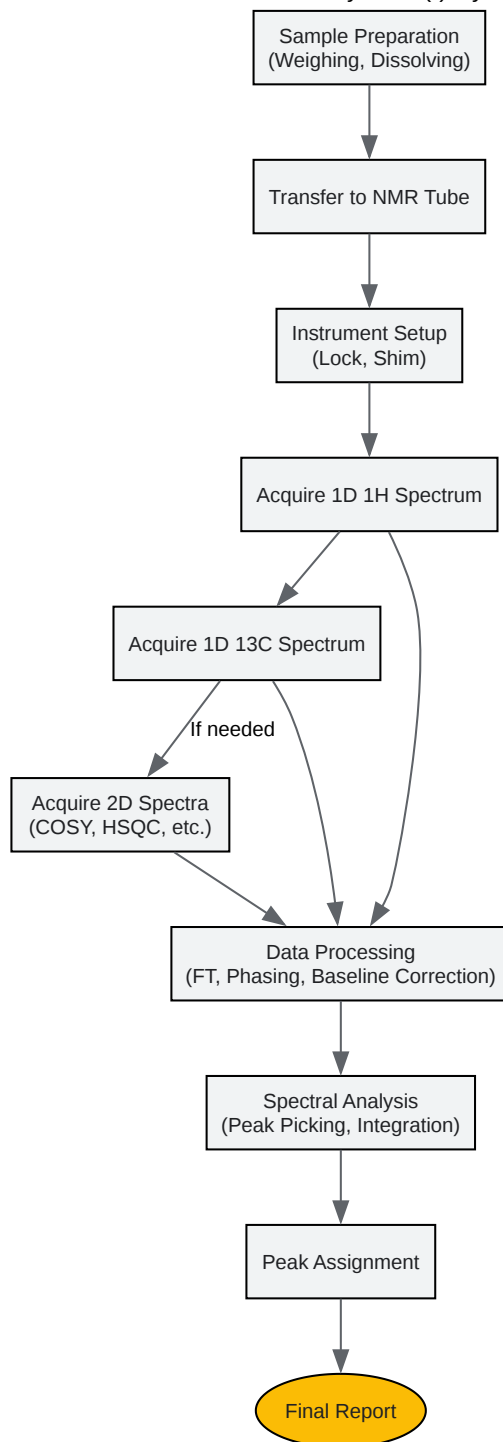 Sample Preparation
(Weighing, Dissolving)
Transfer to NMR Tube
Instrument Setup
(Lock, Shim)
Acquire 1D 1H Spectrum
Acquire 1D 13C Spectrum
If needed
Acquire 2D Spectra
(COSY, HSQC, etc.)
Data Processing
(FT, Phasing, Baseline Correction)
Spectral Analysis
(Peak Picking, Integration)
Peak Assignment
Final Report